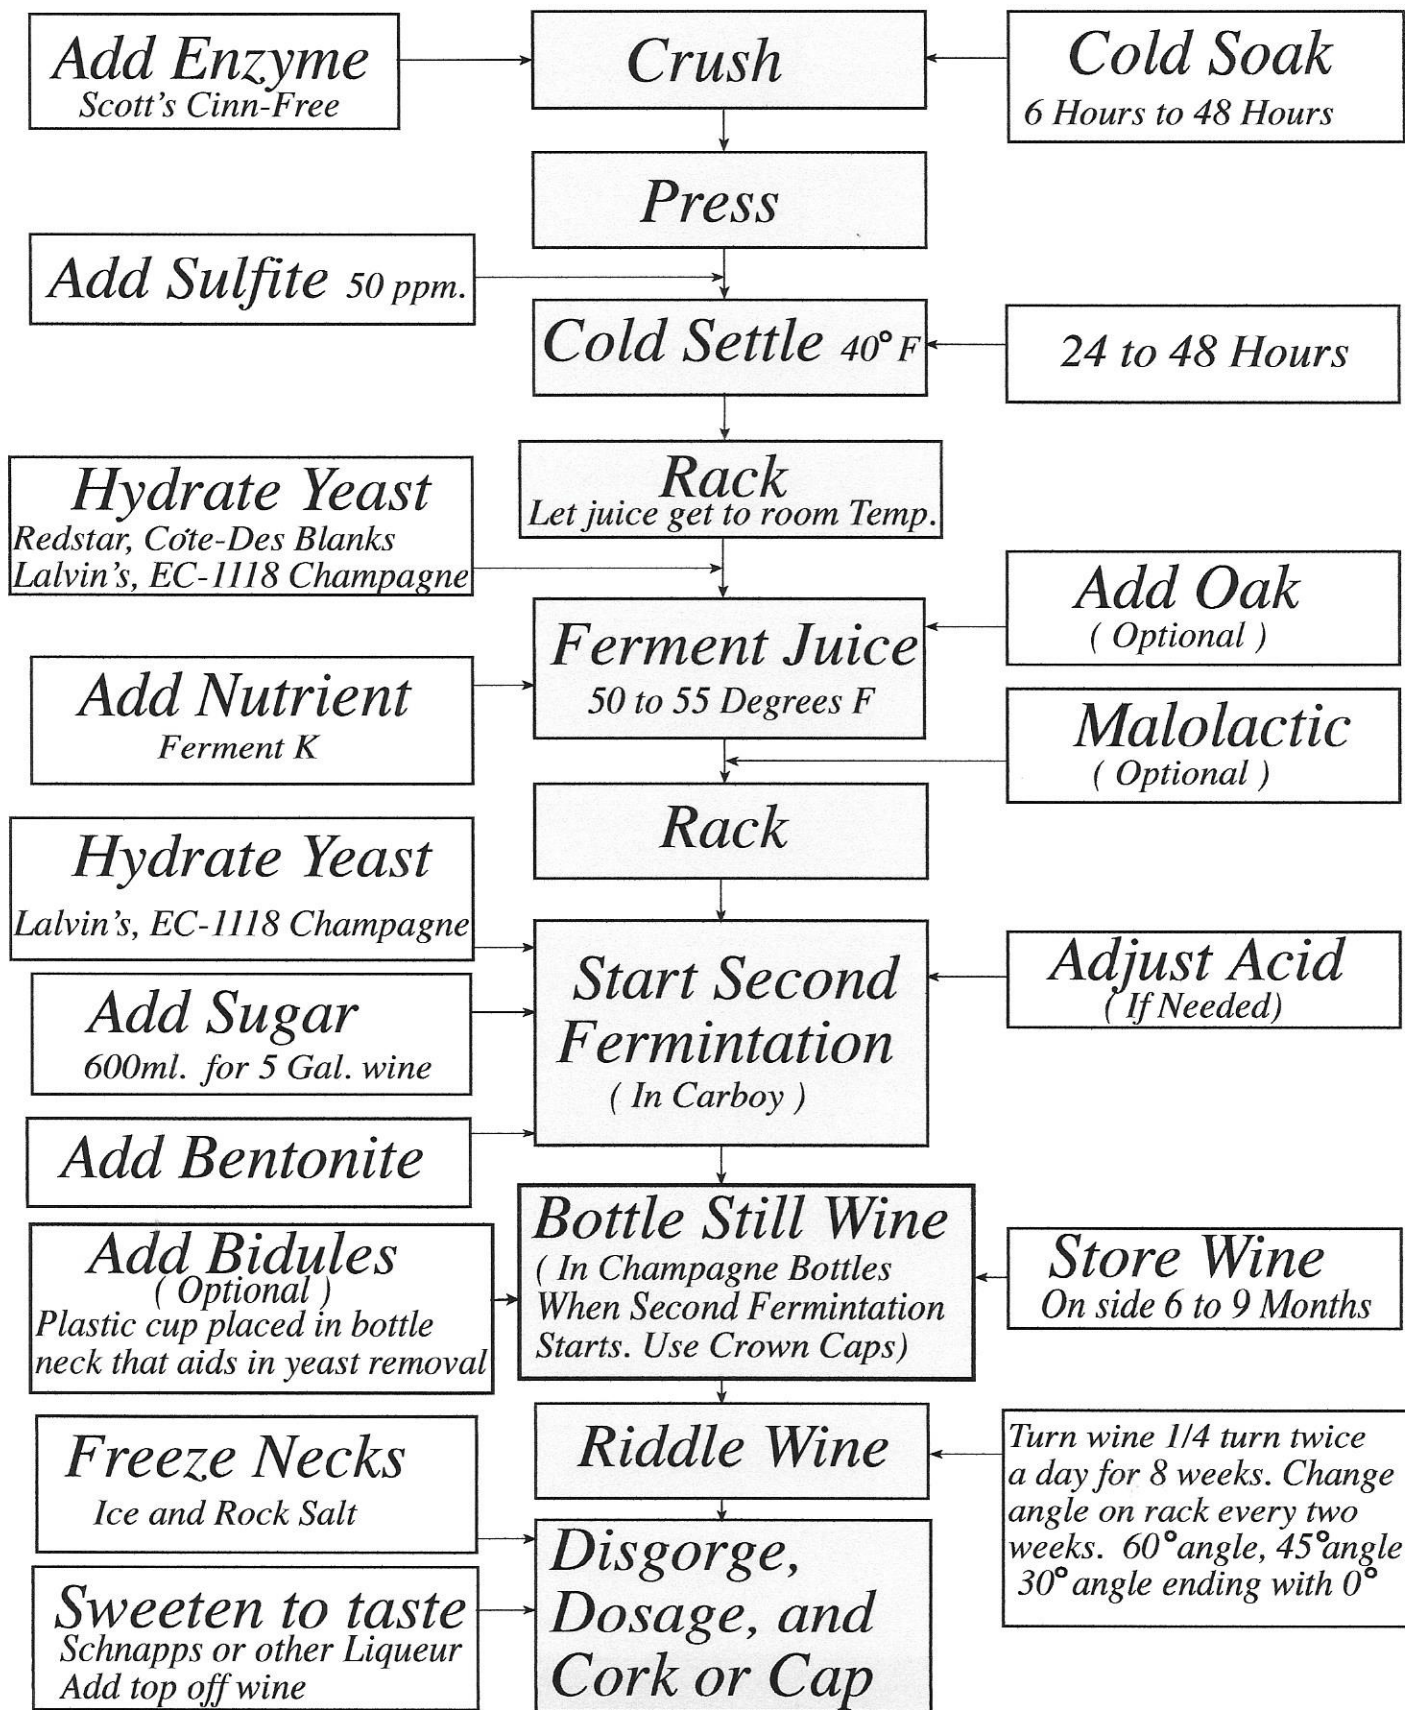 Add Enzyme
Scott's Cinn-Free
Crush
Cold Soak
6 Hours to 48 Hours
Press
Add Sulfite 50 ppm.
Cold Settle 40° F
24 to 48 Hours
Rack
Let juice get to room Temp.
Hydrate Yeast
Redstar, Côte-Des Blanks
Lalvin's, EC-1118 Champagne
Ferment Juice
50 to 55 Degrees F
Add Oak
( Optional )
Add Nutrient
Ferment K
Malolactic
( Optional )
Rack
Hydrate Yeast
Lalvin's, EC-1118 Champagne
Start Second
Fermintation
( In Carboy )
Adjust Acid
( If Needed)
Add Sugar
600ml. for 5 Gal. wine
Add Bentonite
Bottle Still Wine
( In Champagne Bottles
When Second Fermintation
Starts. Use Crown Caps)
Add Bidules
( Optional )
Plastic cup placed in bottle
neck that aids in yeast removal
Store Wine
On side 6 to 9 Months
Riddle Wine
Turn wine 1/4 turn twice
a day for 8 weeks. Change
angle on rack every two
weeks. 60° angle, 45° angle
30° angle ending with 0°
Freeze Necks
Ice and Rock Salt
Disgorge,
Dosage, and
Cork or Cap
Sweeten to taste
Schnapps or other Liqueur
Add top off wine